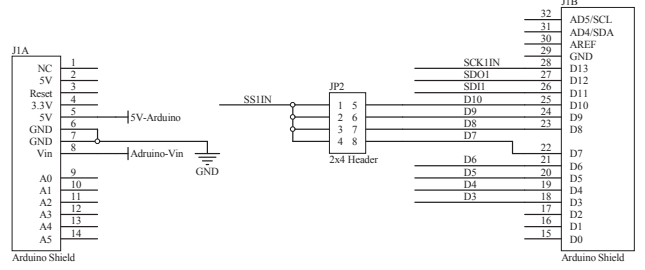 J1A
NC 1
5V 2
Reset 3
3.3V 4
5V 5 5V-Arduino
GND 6
GND 7
Vin 8 Adruino-Vin
GND
A0 9
A1 10
A2 11
A3 12
A4 13
A5 14
Arduino Shield
SS1IN
JP2
1 5 D10
2 6 D9
3 7 D8
4 8 D7
2x4 Header
J1B
32 AD5/SCL
31 AD4/SDA
30 AREF
29 GND
SCK1IN 28 D13
SDO1 27 D12
SDI1 26 D11
25 D10
24 D9
23 D8
22 D7
D6 21 D6
D5 20 D5
D4 19 D4
D3 18 D3
17 D2
16 D1
15 D0
Arduino Shield